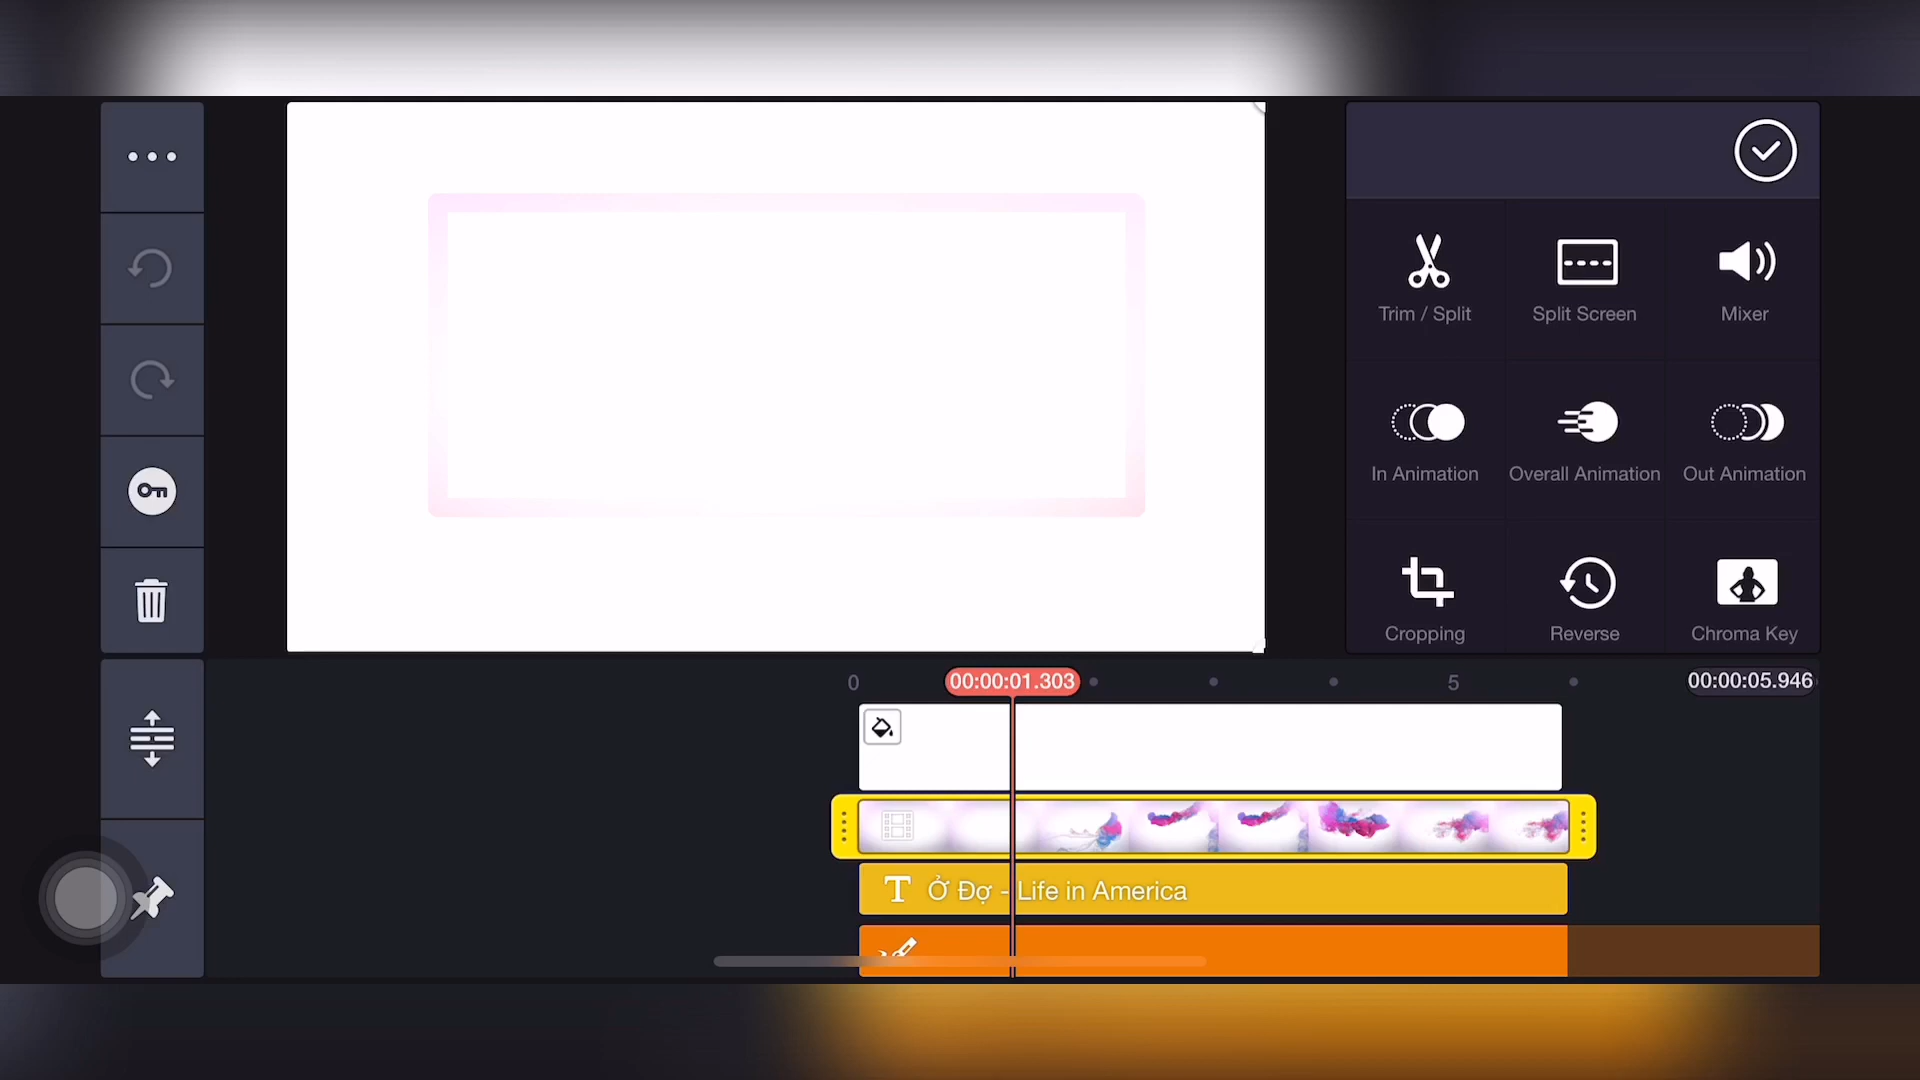 Trim / Split
Split Screen
Mixer
In Animation
Overall Animation
Out Animation
Cropping
Reverse
Chroma Key
0
00:00:01.303
5
00:00:05.946
T Ở Đợ - Life in America